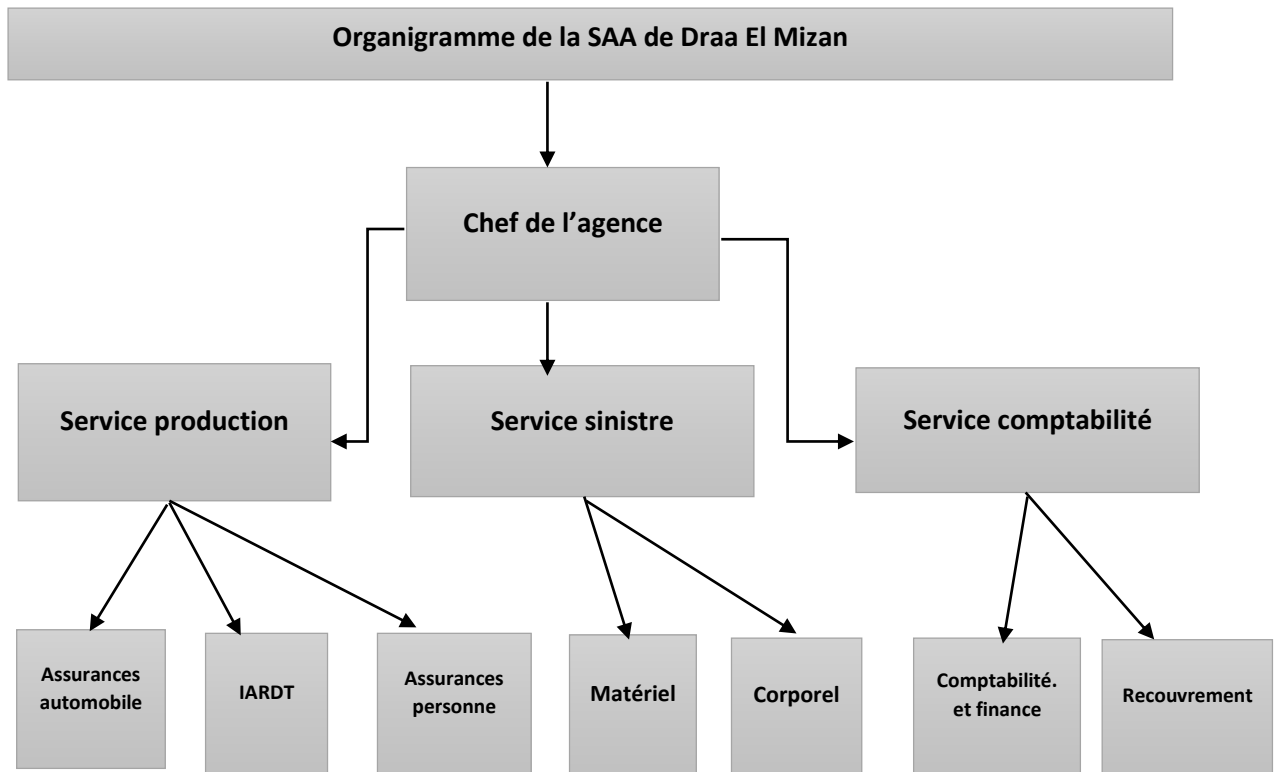 Organigramme de la SAA de Draa El Mizan
Chef de l’agence
Service production
Service sinistre
Service comptabilité
Assurances
automobile
IARDT
Assurances
personne
Matériel
Corporel
Comptabilité.
et finance
Recouvrement